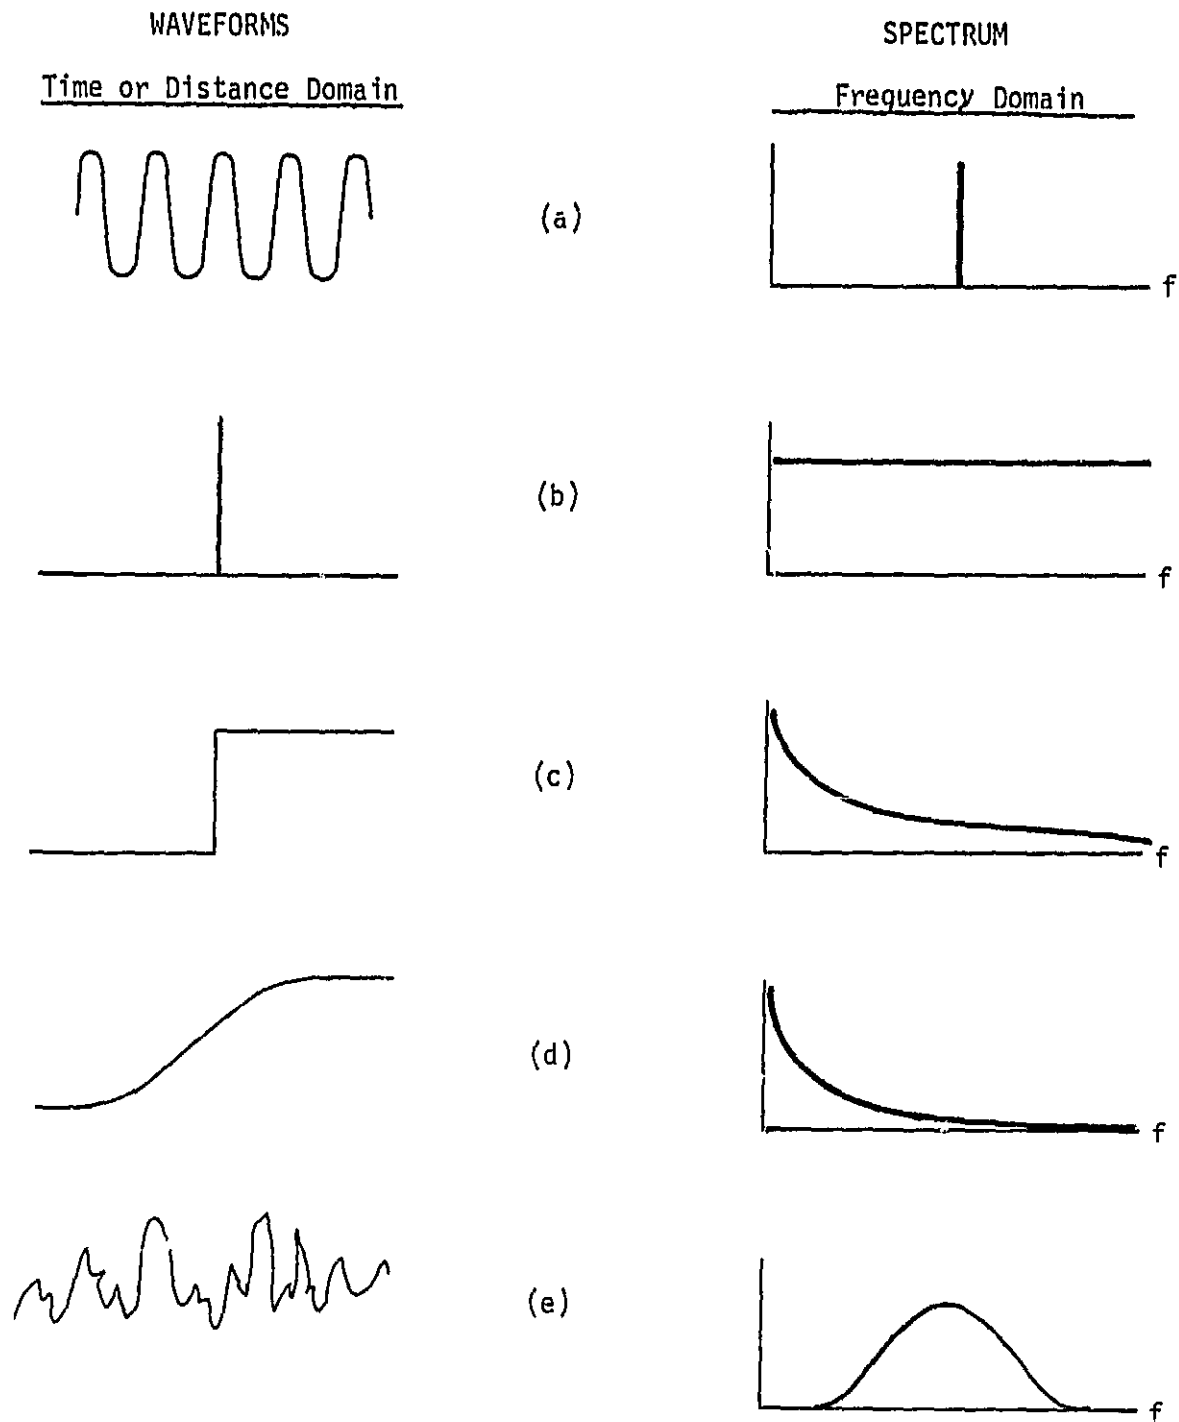 WAVEFORMS
Time or Distance Domain
SPECTRUM
Frequency Domain
(a)
f
(b)
f
(c)
f
(d)
f
(e)
f